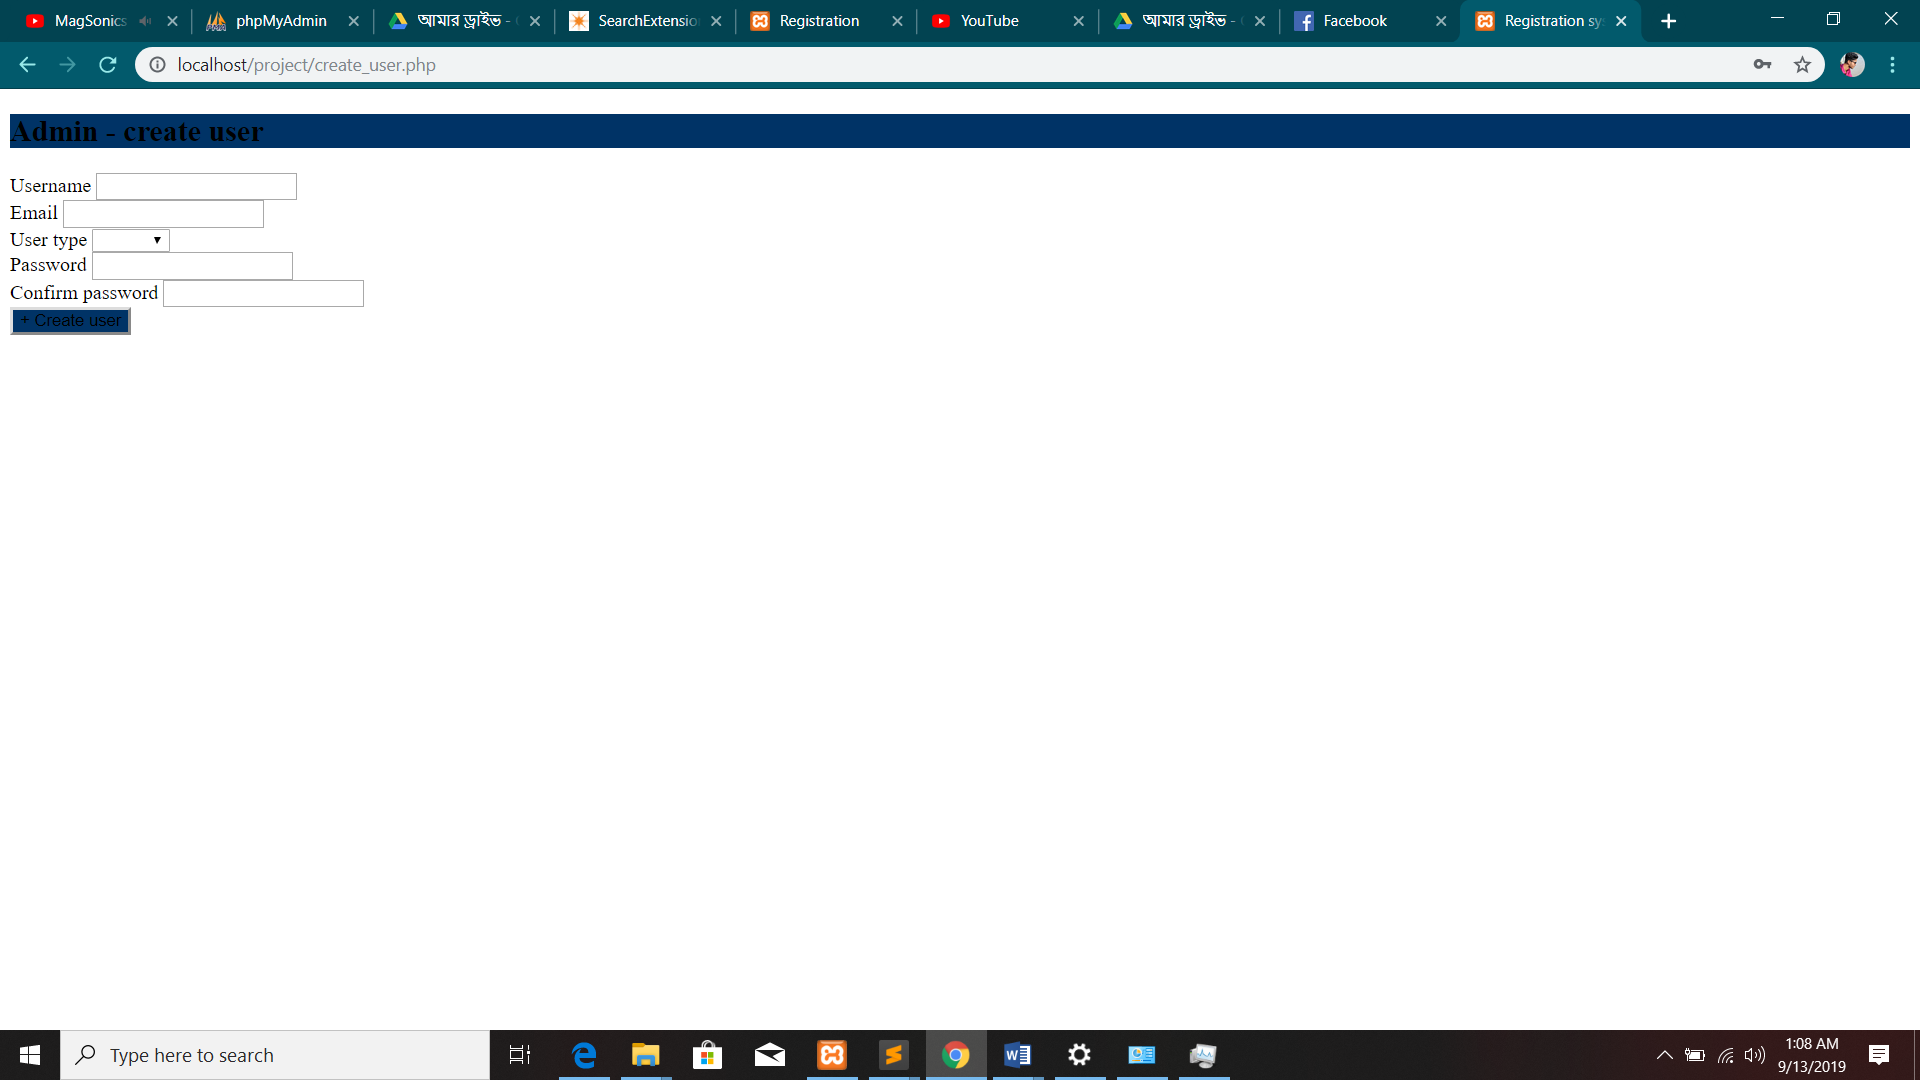 MagSonics
phpMyAdmin
আমার ড্রাইভ -
SearchExtensio
Registration
YouTube
আমার ড্রাইভ -
Facebook
Registration sy
localhost/project/create_user.php
Admin - create user
Username
Email
User type
Password
Confirm password
+ Create user
Type here to search
1:08 AM
9/13/2019